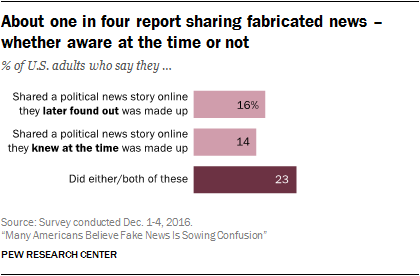 About one in four report sharing fabricated news –
whether aware at the time or not
% of U.S. adults who say they ...
Shared a political news story online
they later found out was made up
16%
Shared a political news story online
they knew at the time was made up
14
Did either/both of these
23
Source: Survey conducted Dec. 1-4, 2016.
“Many Americans Believe Fake News Is Sowing Confusion”
PEW RESEARCH CENTER